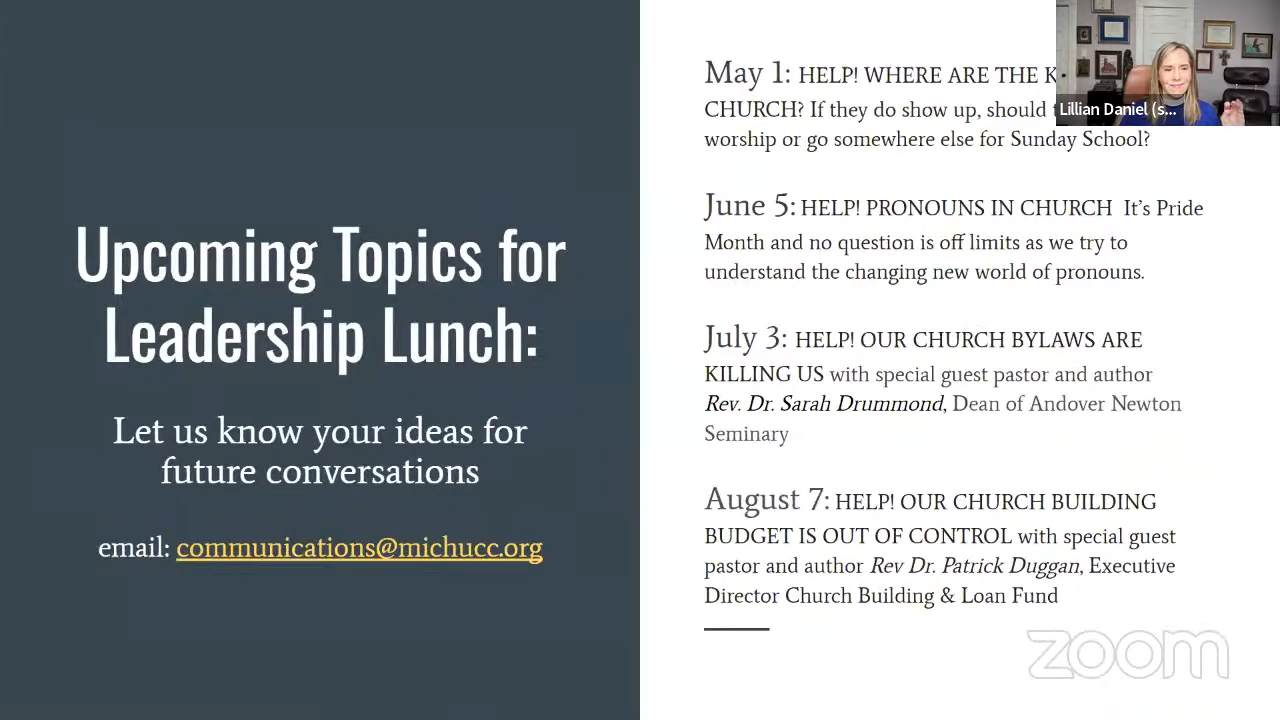 Upcoming Topics for
Leadership Lunch:
Let us know your ideas for
future conversations
email: communications@michucc.org
May 1: HELP! WHERE ARE THE
CHURCH? If they do show up, should
worship or go somewhere else for Sunday School?
June 5: HELP! PRONOUNS IN CHURCH It’s Pride
Month and no question is off limits as we try to
understand the changing new world of pronouns.
July 3: HELP! OUR CHURCH BYLAWS ARE
KILLING US with special guest pastor and author
Rev. Dr. Sarah Drummond, Dean of Andover Newton
Seminary
August 7: HELP! OUR CHURCH BUILDING
BUDGET IS OUT OF CONTROL with special guest
pastor and author Rev Dr. Patrick Duggan, Executive
Director Church Building & Loan Fund
Lillian Daniel (s...
zoom